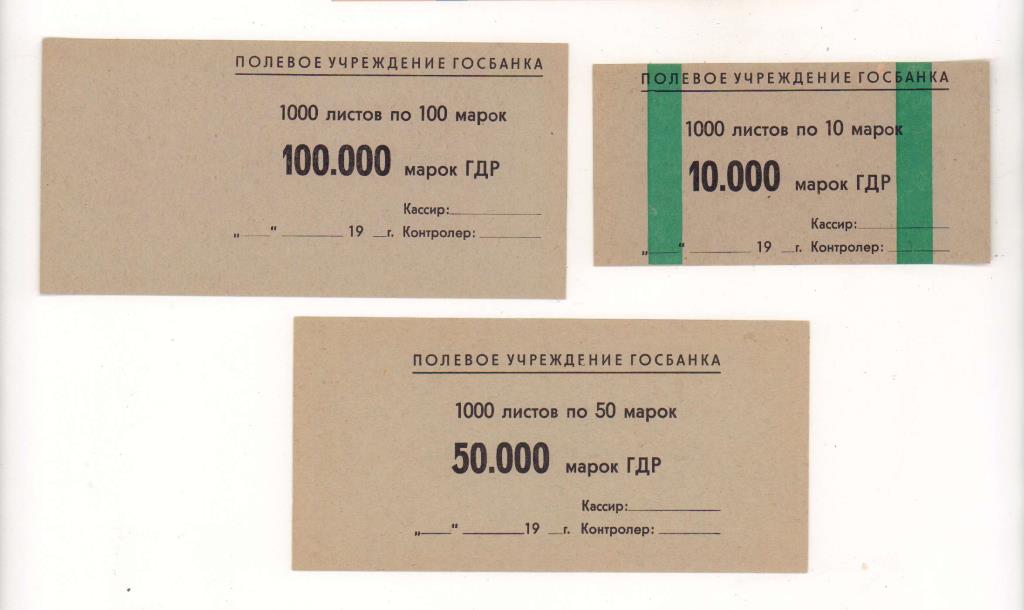 ПОЛЕВОЕ УЧРЕЖДЕНИЕ ГОСБАНКА
1000 листов по 100 марок
100.000 марок ГДР
Кассир:
„ “ 19 г. Контролер:
ПОЛЕВОЕ УЧРЕЖДЕНИЕ ГОСБАНКА
1000 листов по 10 марок
10.000 марок ГДР
Кассир:
„ “ 19 г. Контролер:
ПОЛЕВОЕ УЧРЕЖДЕНИЕ ГОСБАНКА
1000 листов по 50 марок
50.000 марок ГДР
Кассир:
„ “ 19 г. Контролер: